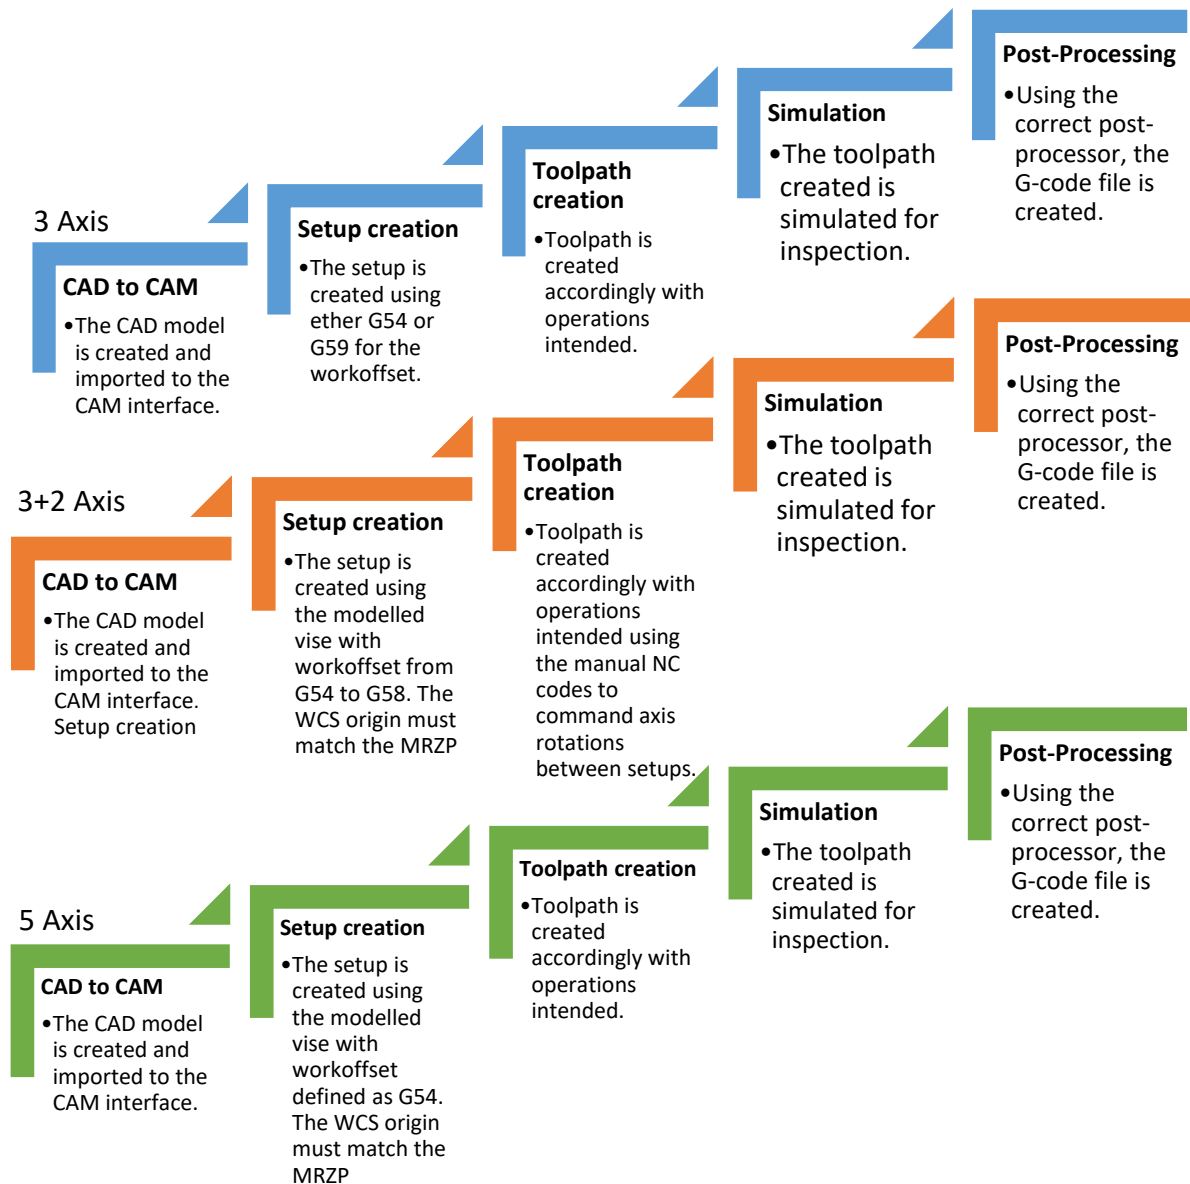 3 Axis
CAD to CAM
•The CAD model
is created and
imported to the
CAM interface.
Setup creation
•The setup is
created using
ether G54 or
G59 for the
workoffset.
Toolpath
creation
•Toolpath is
created
accordingly with
operations
intended.
Simulation
•The toolpath
created is
simulated for
inspection.
Post-Processing
•Using the
correct post-
processor, the
G-code file is
created.
3+2 Axis
CAD to CAM
•The CAD model
is created and
imported to the
CAM interface.
Setup creation
Setup creation
•The setup is
created using
the modelled
vise with
workoffset from
G54 to G58. The
WCS origin must
match the MRZP
Toolpath
creation
•Toolpath is
created
accordingly with
operations
intended using
the manual NC
codes to
command axis
rotations
between setups.
Simulation
•The toolpath
created is
simulated for
inspection.
Post-Processing
•Using the
correct post-
processor, the
G-code file is
created.
5 Axis
CAD to CAM
•The CAD model
is created and
imported to the
CAM interface.
Setup creation
•The setup is
created using
the modelled
vise with
workoffset
defined as G54.
The WCS origin
must match the
MRZP
Toolpath creation
•Toolpath is
created
accordingly with
operations
intended.
Simulation
•The toolpath
created is
simulated for
inspection.
Post-Processing
•Using the
correct post-
processor, the
G-code file is
created.